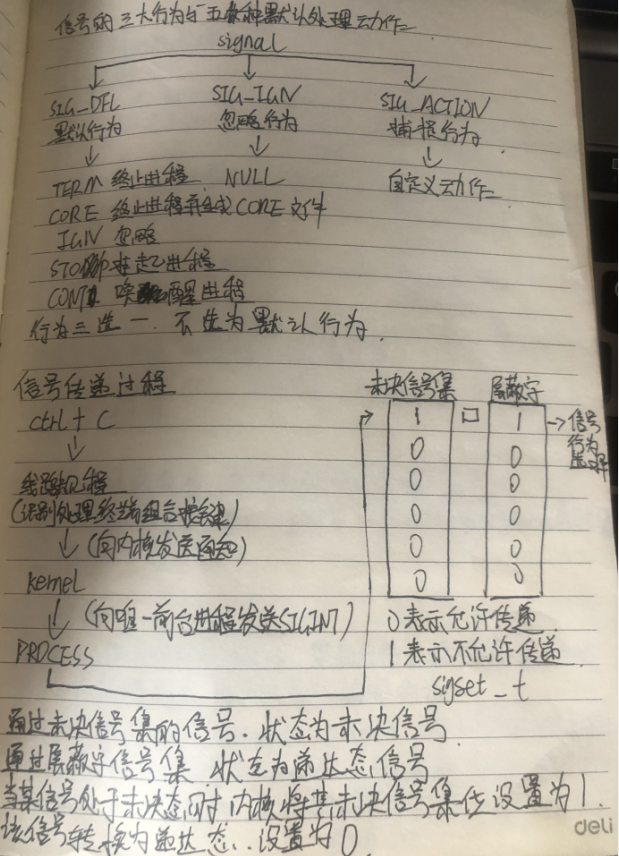 信号的三大行为与五种默认处理动作
signal
SIG_DFL SIG_IGN SIG_ACTION
默认行为 忽略行为 捕捉行为
TERM 终止进程 NULL 自定义动作
CORE 终止进程并生成CORE文件
IGN 忽略
STO 挂起进程
CONT 唤醒进程
行为三选一.不选为默认行为.
信号传递过程
未决信号集 屏蔽字
ctrl + C
1 1 →信号行为选择
0 0
0 0
0 0
0 0
0 0
线路规程
(识别处理终端组合按键)
(向内核发送通知)
kernel
(向唯一前台进程发送SIGINT)
PROCESS
0表示允许传递
1表示不允许传递
sigset_t
通过未决信号集的信号.状态为未决信号
通过屏蔽字信号集 状态为递达态信号
当某信号处于未决态时内核将其未决信号集位设置为1.
该信号转换为递达态.设置为0
deli